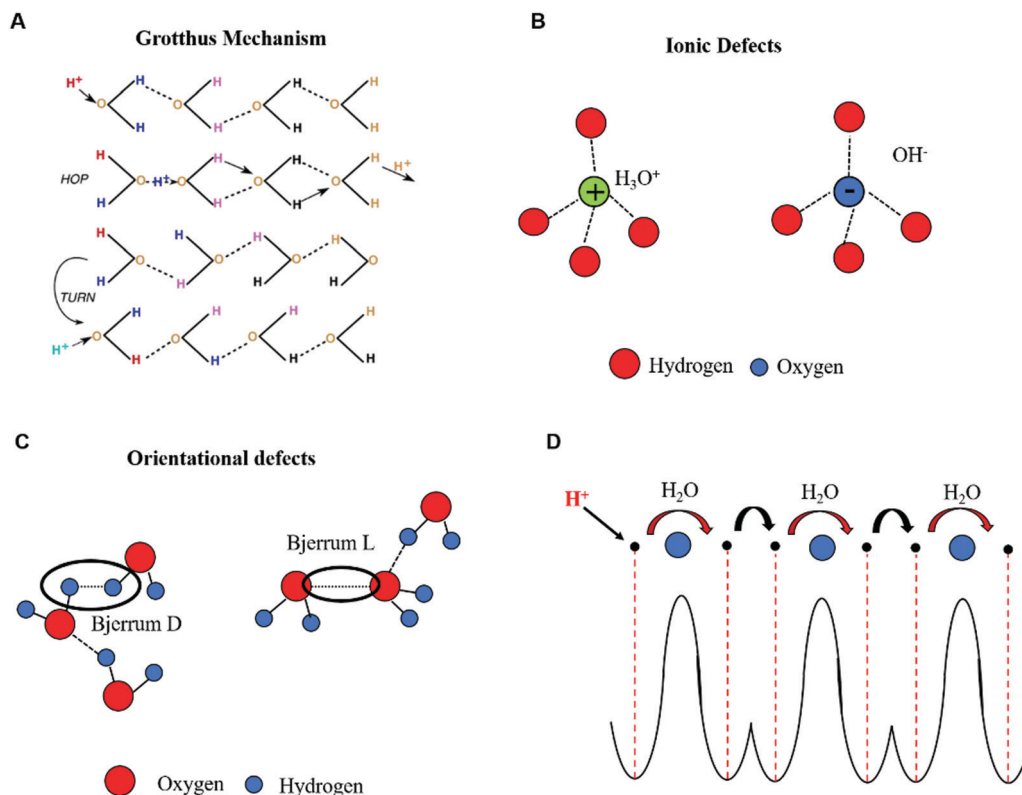 A
Grotthus Mechanism
H⁺ H H H H
O O O O
H H H H
H H H H H⁺
HOP O H⁺ O O O
H H H H
H H H H
O O O O
H H H H
TURN
H H H H
O O O O
H⁺ H H H H
B
Ionic Defects
+ H₃O⁺
OH⁻
-
Hydrogen Oxygen
C
Orientational defects
Bjerrum D
Bjerrum L
Oxygen Hydrogen
D
H⁺ H₂O H₂O H₂O